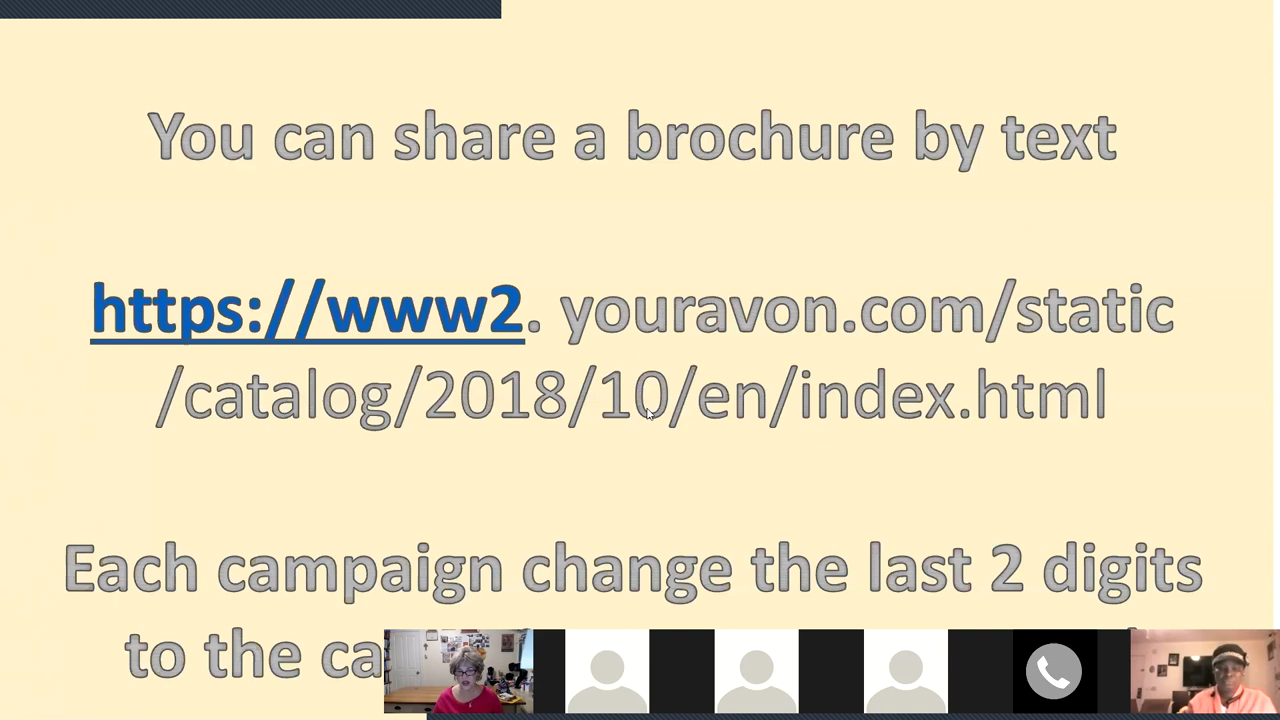 You can share a brochure by text
https://www2. youravon.com/static
/catalog/2018/10/en/index.html
Each campaign change the last 2 digits
to the